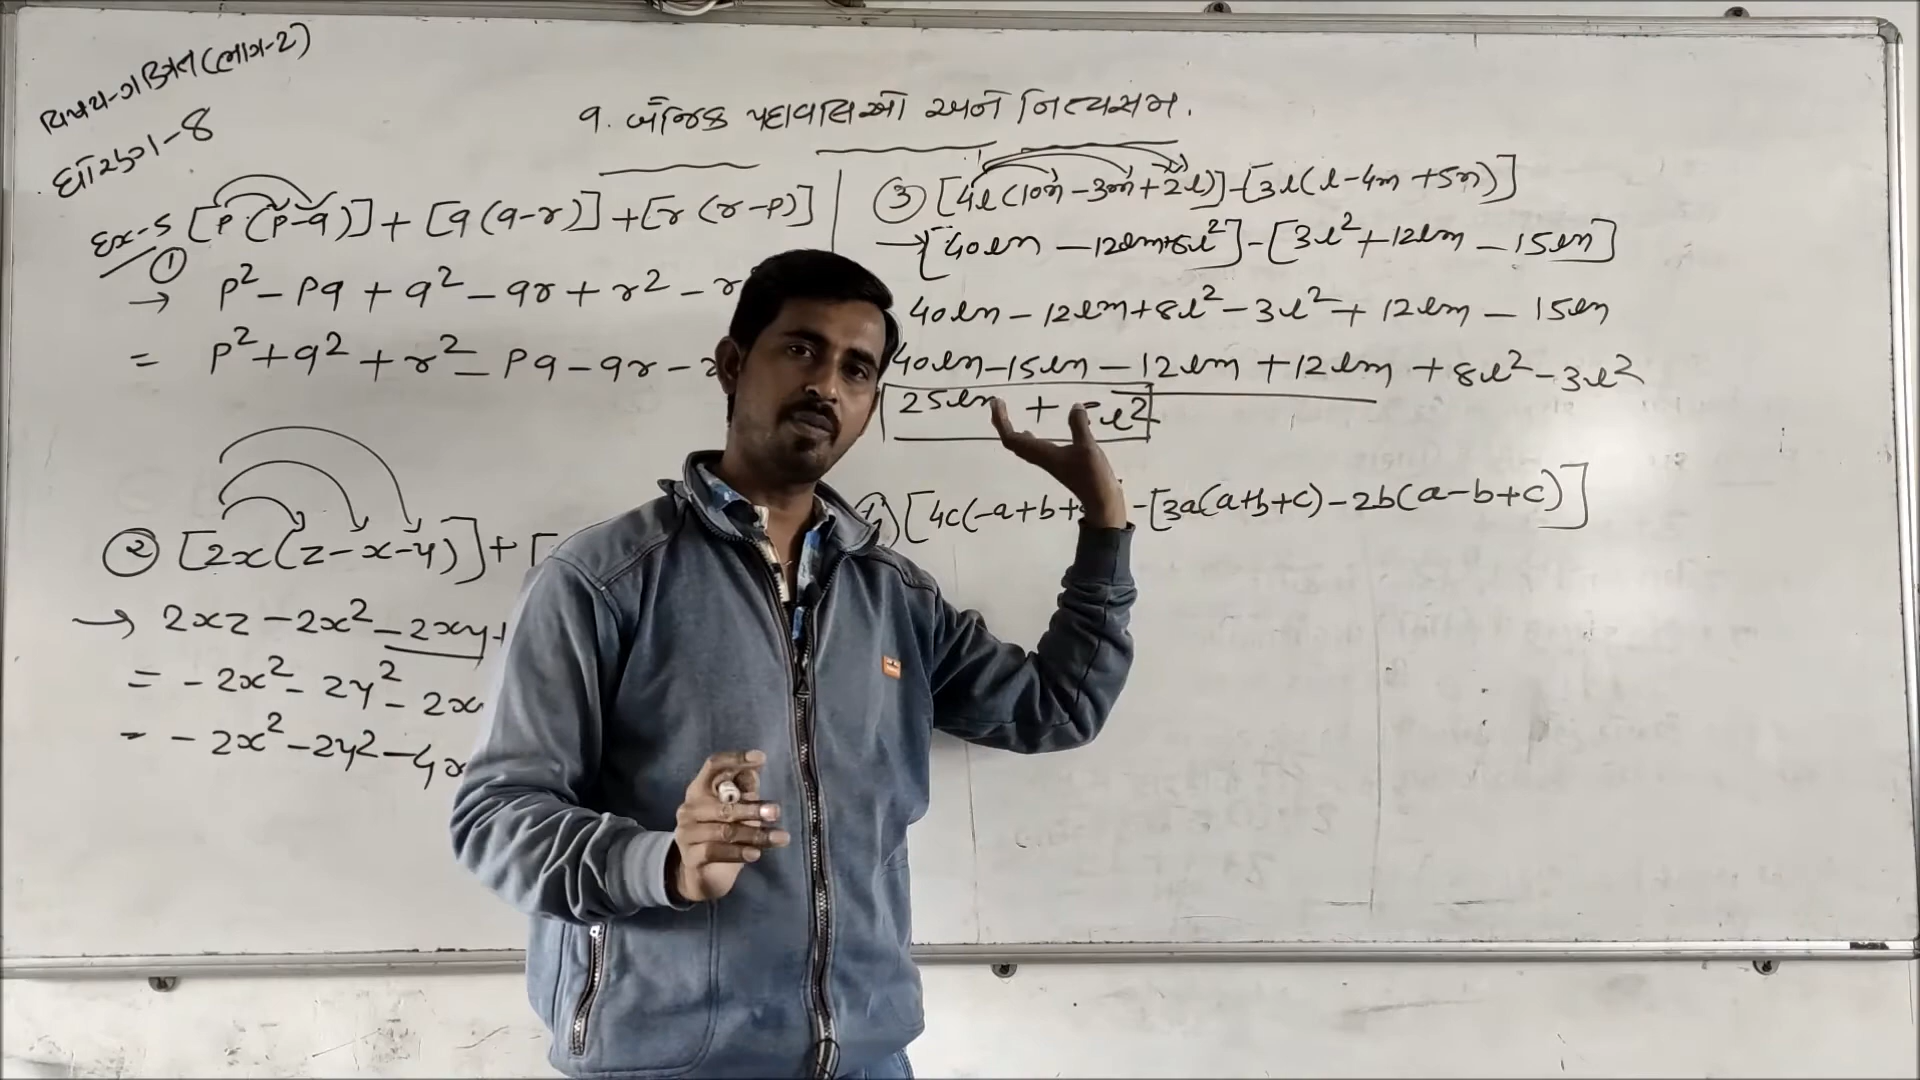 વિષય-ગણિત (ભાગ-2)
ધોરણ-8
9. બૈજિક પદાવલિઓ અને નિત્યસમ.
Ex-5
① [P (P-q)] + [q (q-r)] + [r (r-P)]
→ P² - Pq + q² - qr + r² - r
= P² + q² + r² - Pq - qr -
② [2x(z-x-y)] + [
→ 2xz - 2x² - 2xy +
= - 2x² - 2y² - 2x
= - 2x² - 2y² - 4x
③ [4l(10n - 3m + 2l)] - [3l(l - 4m + 5n)]
→ [40ln - 12lm + 8l²] - [3l² + 12lm - 15ln]
40ln - 12lm + 8l² - 3l² + 12lm - 15ln
40ln - 15ln - 12lm + 12lm + 8l² - 3l²
25ln + l²
[4c(-a+b+ - [3a(a+b+c) - 2b(a-b+c)]